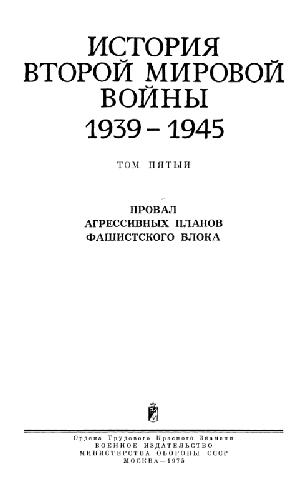 ИСТОРИЯ
ВТОРОЙ МИРОВОЙ
ВОЙНЫ
1939 – 1945
ТОМ ПЯТЫЙ
ПРОВАЛ
АГРЕССИВНЫХ ПЛАНОВ
ФАШИСТСКОГО БЛОКА
Ордена Трудового Красного Знамени
ВОЕННОЕ ИЗДАТЕЛЬСТВО
МИНИСТЕРСТВА ОБОРОНЫ СССР
МОСКВА—1975